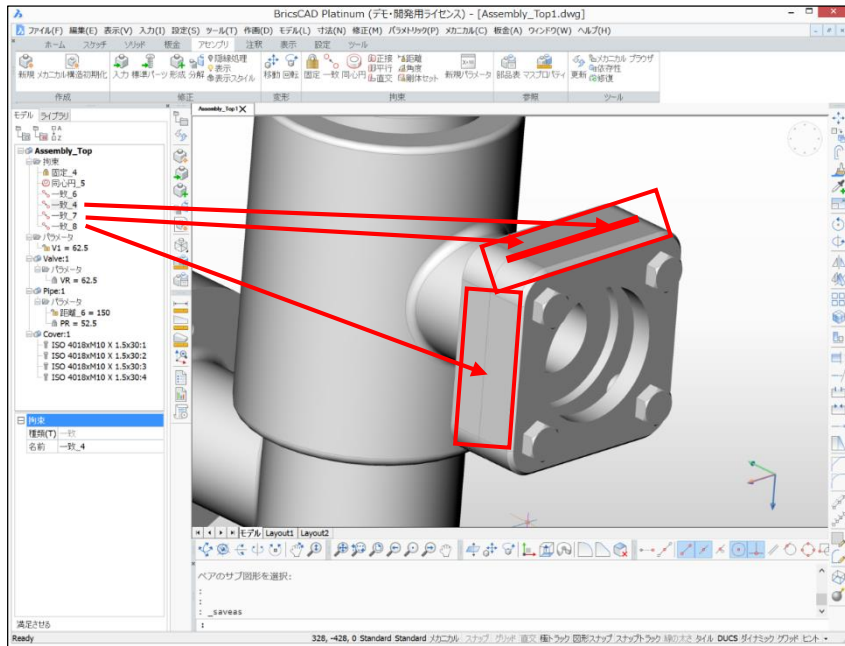 BricsCAD Platinum (デモ・開発用ライセンス) - [Assembly_Top1.dwg]
ファイル(F) 編集(E) 表示(V) 入力(I) 設定(S) ツール(T) 作画(D) モデル(L) 寸法(N) 修正(M) パラメトリック(P) メカニカル(C) 板金(A) ウィンドウ(W) ヘルプ(H)
ホーム スケッチ ソリッド 板金 アセンブリ 注釈 表示 設定 ツール
隠線処理 正接 距離 メカニカル ブラウザ
表示 平行 角度 依存性
新規 メカニカル構造初期化 入力 標準パーツ 形成 分解 表示スタイル 移動 回転 固定 一致 同心円 直交 剛体セット 新規パラメータ 部品表 マスプロパティ 更新 修復
作成 修正 変形 拘束 参照 ツール
モデル ライブラリ
Assembly_Top1
Assembly_Top
拘束
固定_4
同心円_5
一致_6
一致_4
一致_7
一致_8
パラメータ
V1 = 62.5
Valve:1
パラメータ
VR = 62.5
Pipe:1
パラメータ
距離_6 = 150
PR = 52.5
Cover:1
ISO 4018xM10 X 1.5x30:1
ISO 4018xM10 X 1.5x30:2
ISO 4018xM10 X 1.5x30:3
ISO 4018xM10 X 1.5x30:4
拘束
種類(T) 一致
名前 一致_4
モデル Layout1 Layout2
ペアのサブ図形を選択:
:
:
: _saveas
:
満足させる
Ready 328, -428, 0 Standard Standard メカニカル スナップ グリッド 直交 極トラック 図形スナップ スナップトラック 線の太さ タイル DUCS ダイナミック クワッド ヒント